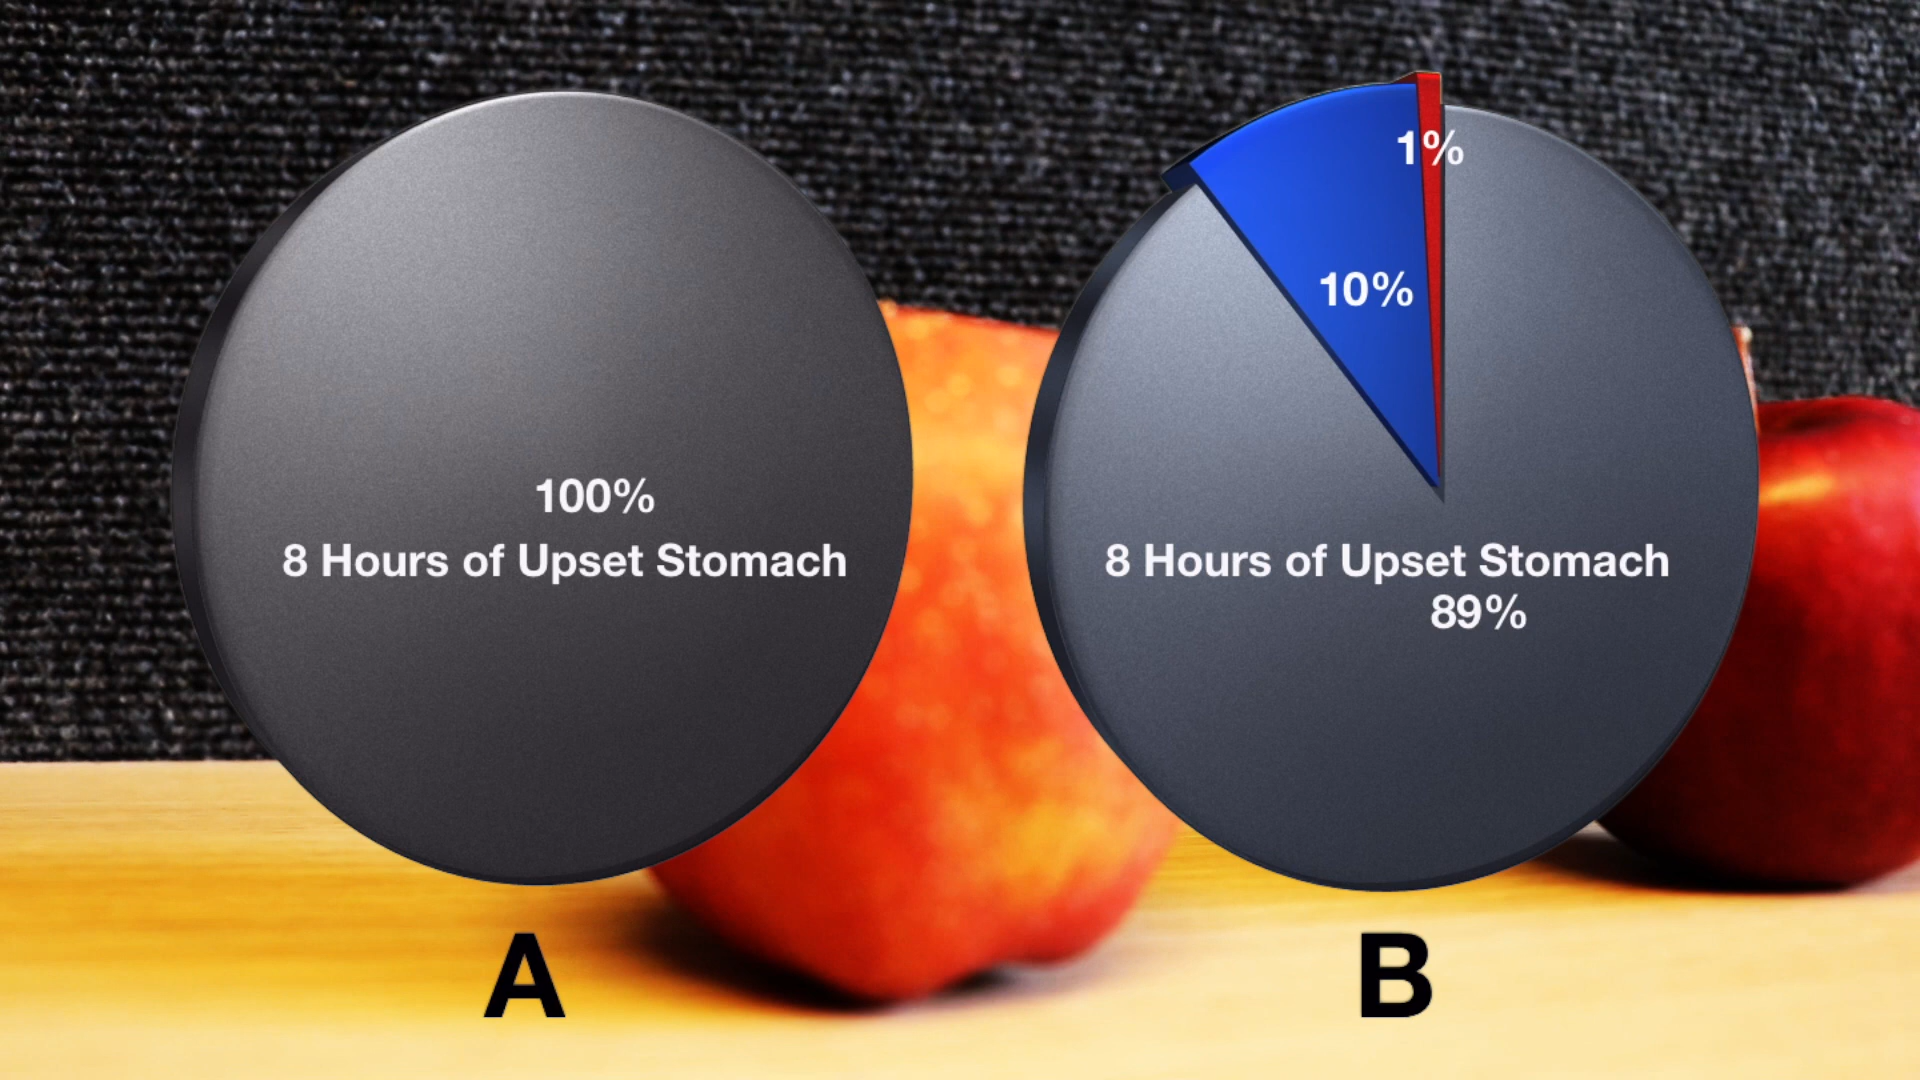 100%
8 Hours of Upset Stomach
A
1%
10%
8 Hours of Upset Stomach
89%
B